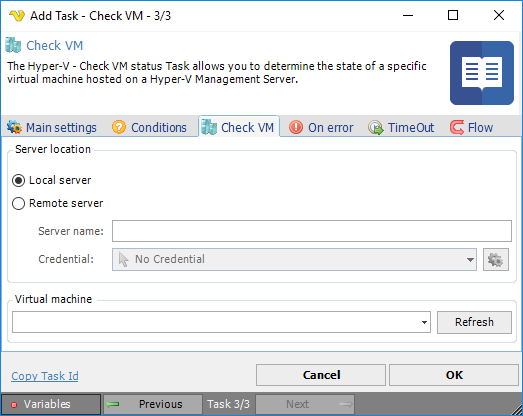 Add Task - Check VM - 3/3
Check VM
The Hyper-V - Check VM status Task allows you to determine the state of a specific
virtual machine hosted on a Hyper-V Management Server.
Main settings Conditions Check VM On error TimeOut Flow
Server location
Local server
Remote server
Server name:
Credential: No Credential
Virtual machine
Refresh
Copy Task Id Cancel OK
Variables Previous Task 3/3 Next